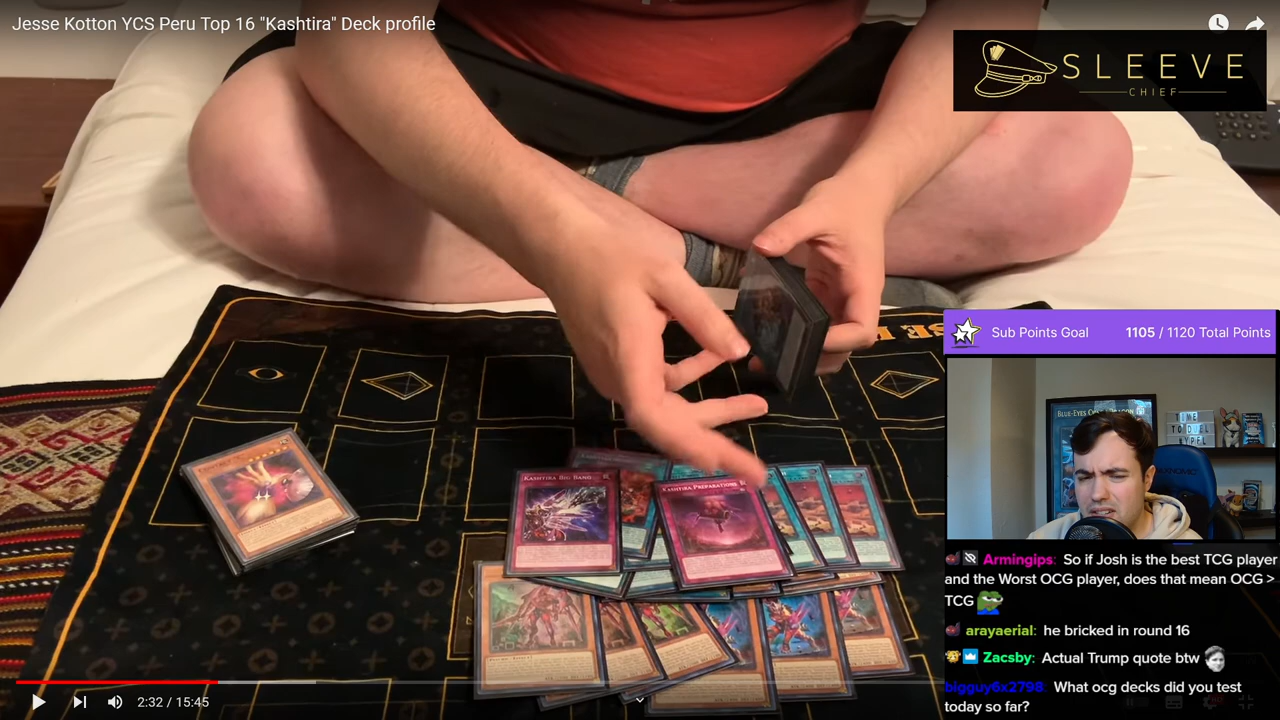 Jesse Kotton YCS Peru Top 16 "Kashtira" Deck profile
SLEEVE
CHIEF
Sub Points Goal 1105 / 1120 Total Points
BLUE-EYES
TIME
KASHTIRA BIG BANG
KASHTIRA PREPARATIONS
Armingips: So if Josh is the best TCG player
and the Worst OCG player, does that mean OCG >
TCG
arayaerial: he bricked in round 16
Zacsby: Actual Trump quote btw
bigguy6x2798: What ocg decks did you test
today so far?
2:32 / 15:45